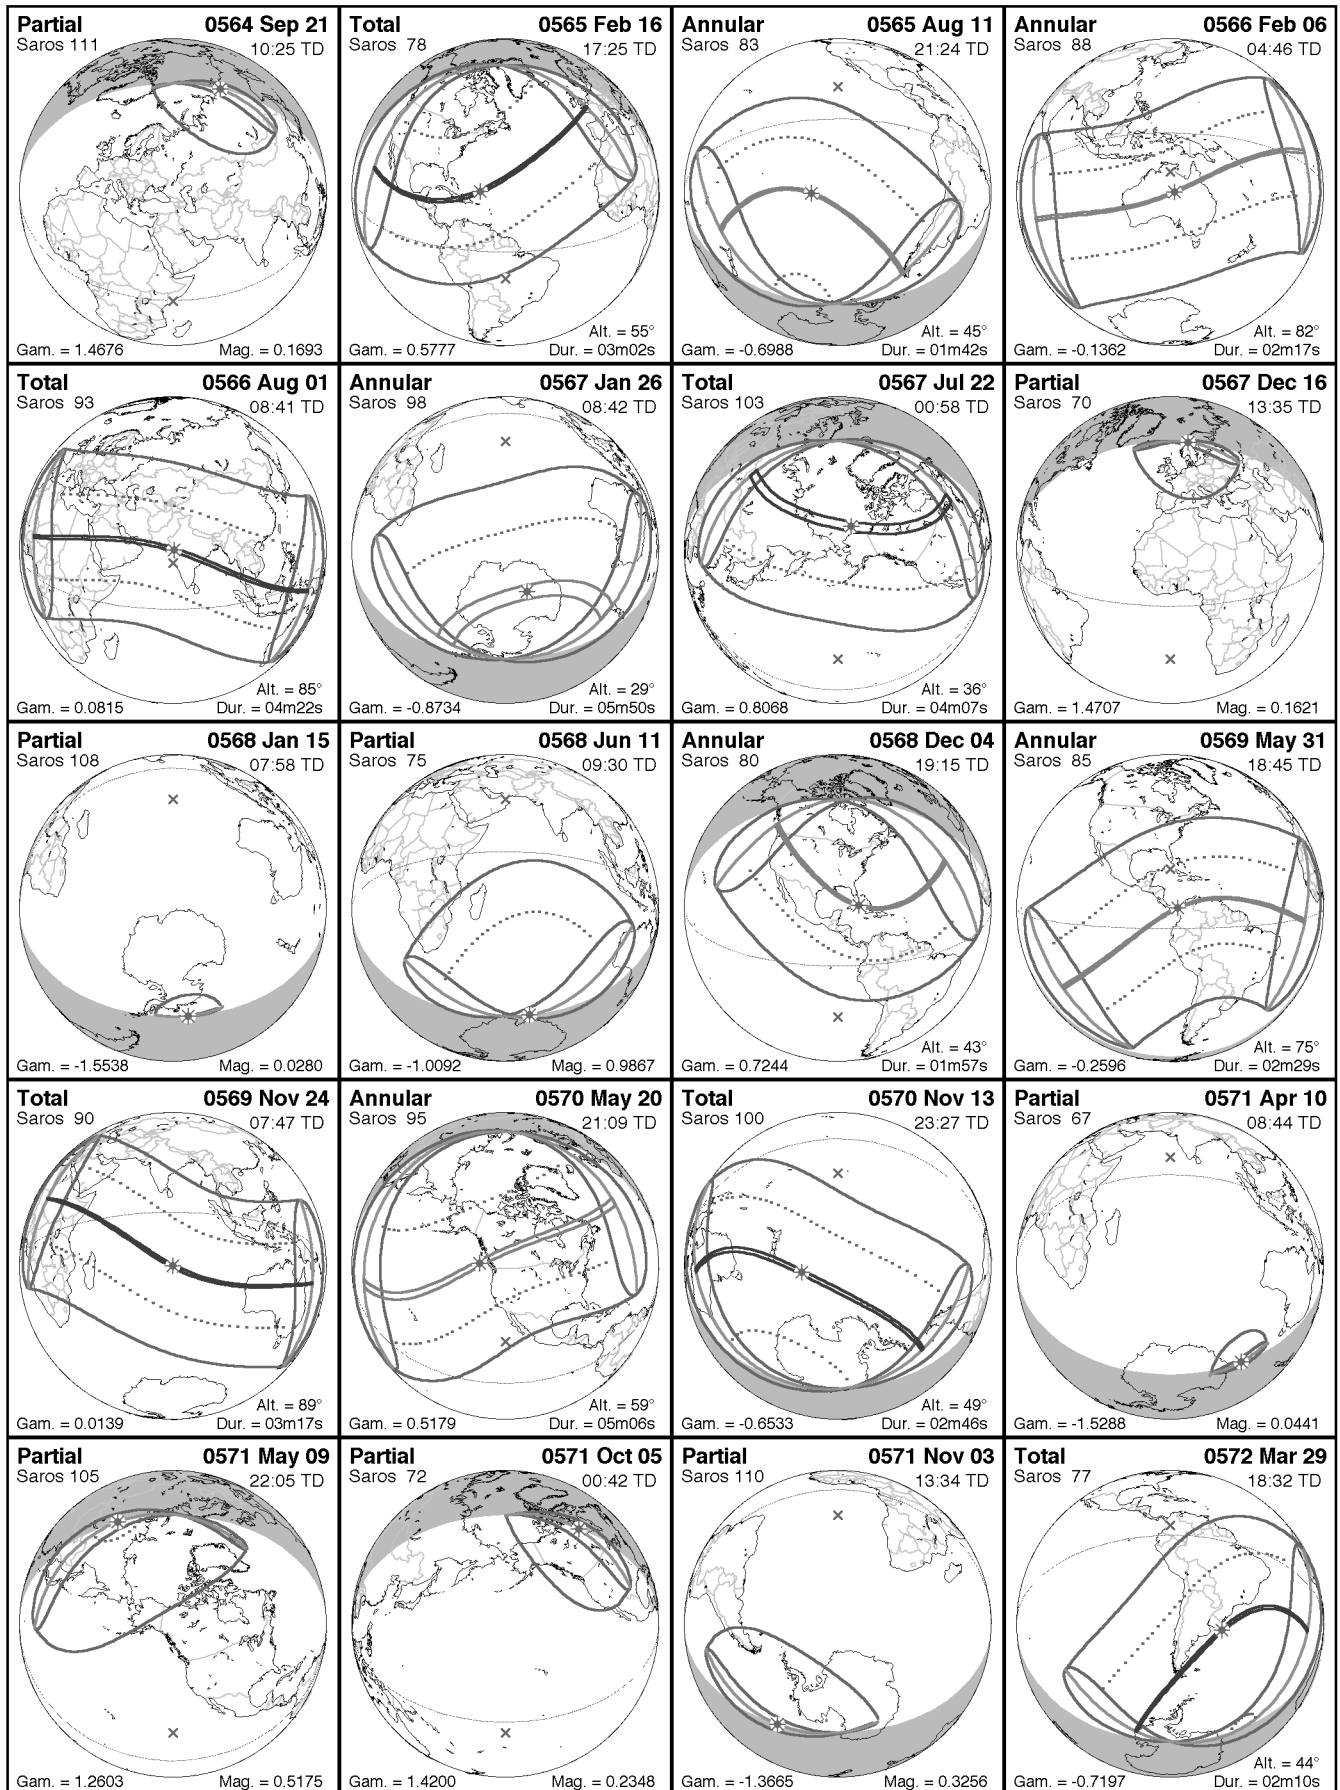 Partial 0564 Sep 21
Saros 111 10:25 TD
Gam. = 1.4676 Mag. = 0.1693
Total 0565 Feb 16
Saros 78 17:25 TD
Alt. = 55°
Gam. = 0.5777 Dur. = 03m02s
Annular 0565 Aug 11
Saros 83 21:24 TD
Alt. = 45°
Gam. = -0.6988 Dur. = 01m42s
Annular 0566 Feb 06
Saros 88 04:46 TD
Alt. = 82°
Gam. = -0.1362 Dur. = 02m17s
Total 0566 Aug 01
Saros 93 08:41 TD
Alt. = 85°
Gam. = 0.0815 Dur. = 04m22s
Annular 0567 Jan 26
Saros 98 08:42 TD
Alt. = 29°
Gam. = -0.8734 Dur. = 05m50s
Total 0567 Jul 22
Saros 103 00:58 TD
Alt. = 36°
Gam. = 0.8068 Dur. = 04m07s
Partial 0567 Dec 16
Saros 70 13:35 TD
Gam. = 1.4707 Mag. = 0.1621
Partial 0568 Jan 15
Saros 108 07:58 TD
Gam. = -1.5538 Mag. = 0.0280
Partial 0568 Jun 11
Saros 75 09:30 TD
Gam. = -1.0092 Mag. = 0.9867
Annular 0568 Dec 04
Saros 80 19:15 TD
Alt. = 43°
Gam. = 0.7244 Dur. = 01m57s
Annular 0569 May 31
Saros 85 18:45 TD
Alt. = 75°
Gam. = -0.2596 Dur. = 02m29s
Total 0569 Nov 24
Saros 90 07:47 TD
Alt. = 89°
Gam. = 0.0139 Dur. = 03m17s
Annular 0570 May 20
Saros 95 21:09 TD
Alt. = 59°
Gam. = 0.5179 Dur. = 05m06s
Total 0570 Nov 13
Saros 100 23:27 TD
Alt. = 49°
Gam. = -0.6533 Dur. = 02m46s
Partial 0571 Apr 10
Saros 67 08:44 TD
Gam. = -1.5288 Mag. = 0.0441
Partial 0571 May 09
Saros 105 22:05 TD
Gam. = 1.2603 Mag. = 0.5175
Partial 0571 Oct 05
Saros 72 00:42 TD
Gam. = 1.4200 Mag. = 0.2348
Partial 0571 Nov 03
Saros 110 13:34 TD
Gam. = -1.3665 Mag. = 0.3256
Total 0572 Mar 29
Saros 77 18:32 TD
Alt. = 44°
Gam. = -0.7197 Dur. = 02m10s